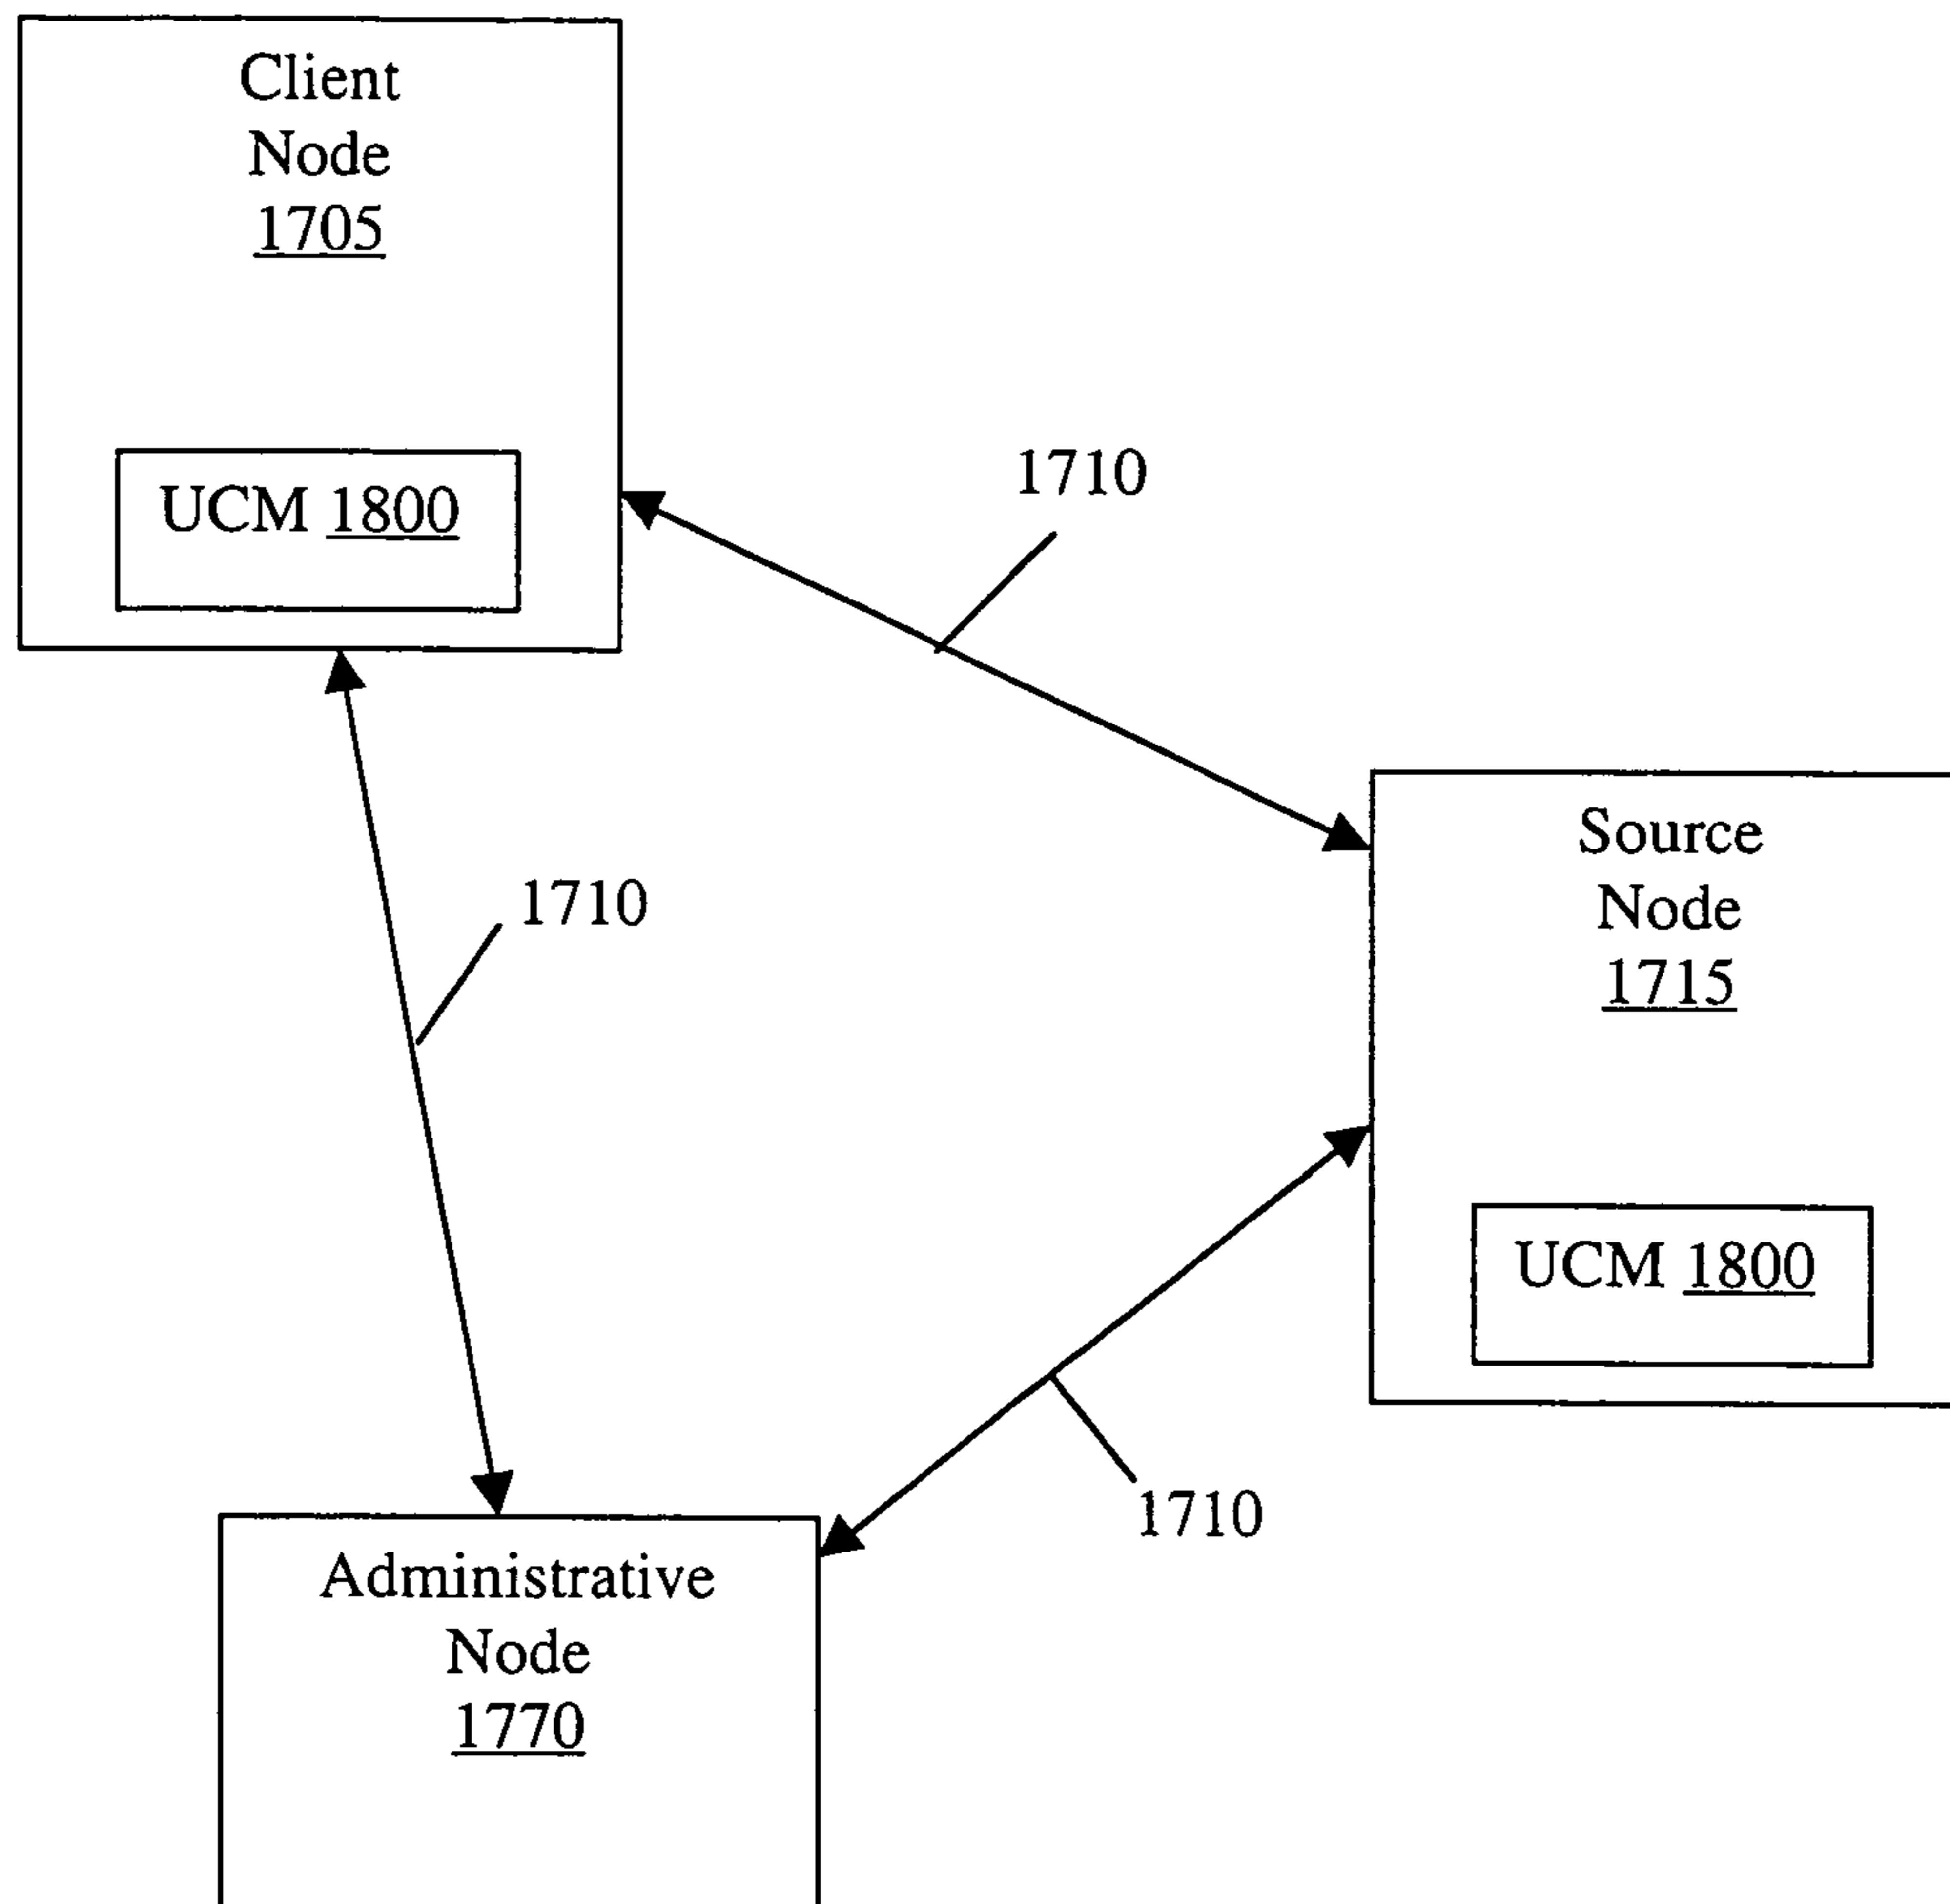 Client
Node
1705
UCM 1800
1710
1710
Source
Node
1715
UCM 1800
1710
Administrative
Node
1770